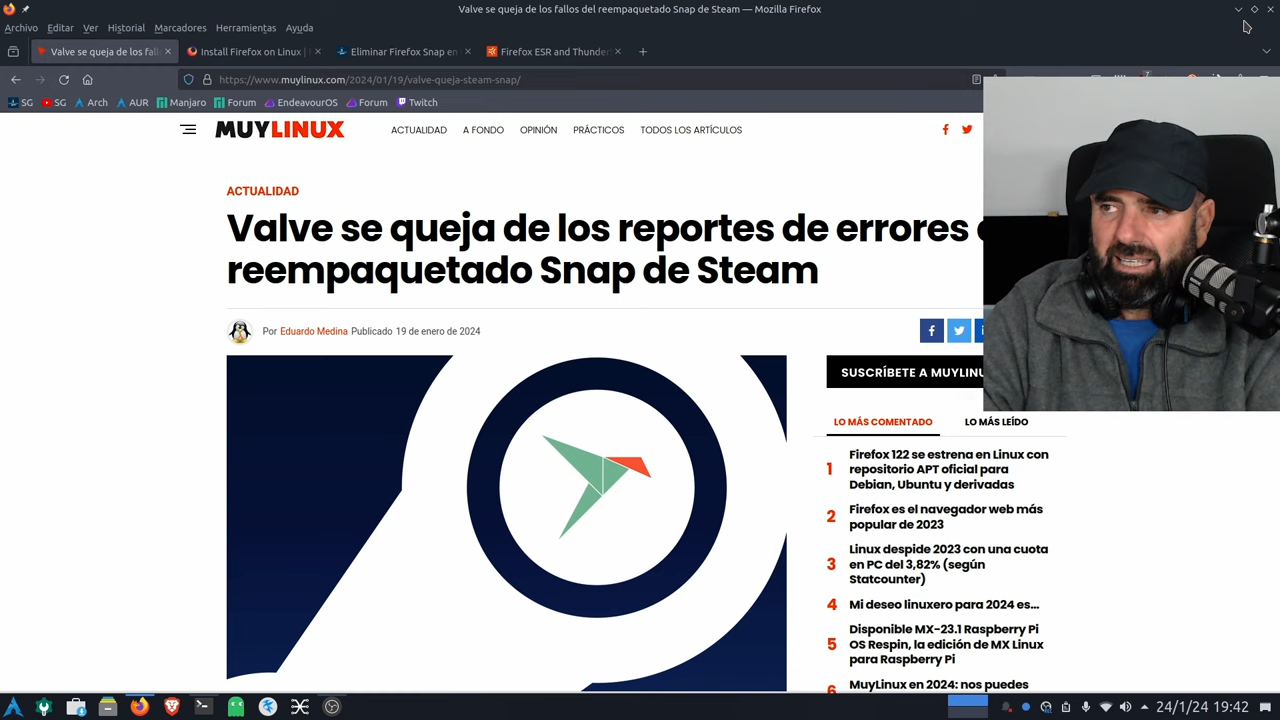 Valve se queja de los fallos del reempaquetado Snap de Steam — Mozilla Firefox
Archivo Editar Ver Historial Marcadores Herramientas Ayuda
Valve se queja de los fal
Install Firefox on Linux |
Eliminar Firefox Snap en
Firefox ESR and Thunder
https://www.muylinux.com/2024/01/19/valve-queja-steam-snap/
SG SG Arch AUR Manjaro Forum EndeavourOS Forum Twitch
MUYLINUX
ACTUALIDAD A FONDO OPINIÓN PRÁCTICOS TODOS LOS ARTÍCULOS
ACTUALIDAD
Valve se queja de los reportes de errores
reempaquetado Snap de Steam
Por Eduardo Medina Publicado 19 de enero de 2024
SUSCRÍBETE A MUYLINU
LO MÁS COMENTADO LO MÁS LEÍDO
1 Firefox 122 se estrena en Linux con
repositorio APT oficial para
Debian, Ubuntu y derivadas
2 Firefox es el navegador web más
popular de 2023
3 Linux despide 2023 con una cuota
en PC del 3,82% (según
Statcounter)
4 Mi deseo linuxero para 2024 es...
5 Disponible MX-23.1 Raspberry Pi
OS Respin, la edición de MX Linux
para Raspberry Pi
6 MuyLinux en 2024: nos puedes
24/1/24 19:42